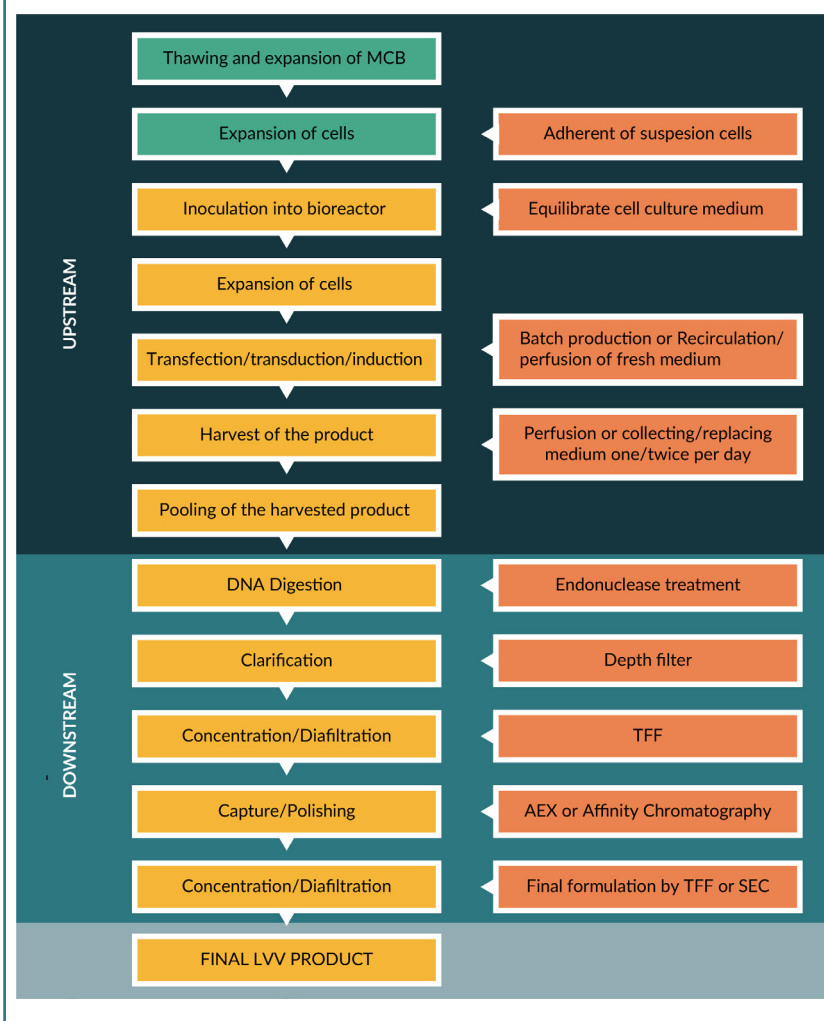 Thawing and expansion of MCB
Expansion of cells
Adherent of suspesion cells
Inoculation into bioreactor
Equilibrate cell culture medium
Expansion of cells
UPSTREAM
Transfection/transduction/induction
Batch production or Recirculation/
perfusion of fresh medium
Harvest of the product
Perfusion or collecting/replacing
medium one/twice per day
Pooling of the harvested product
DNA Digestion
Endonuclease treatment
Clarification
Depth filter
DOWNSTREAM
-
Concentration/Diafiltration
TFF
Capture/Polishing
AEX or Affinity Chromatography
Concentration/Diafiltration
Final formulation by TFF or SEC
FINAL LVV PRODUCT